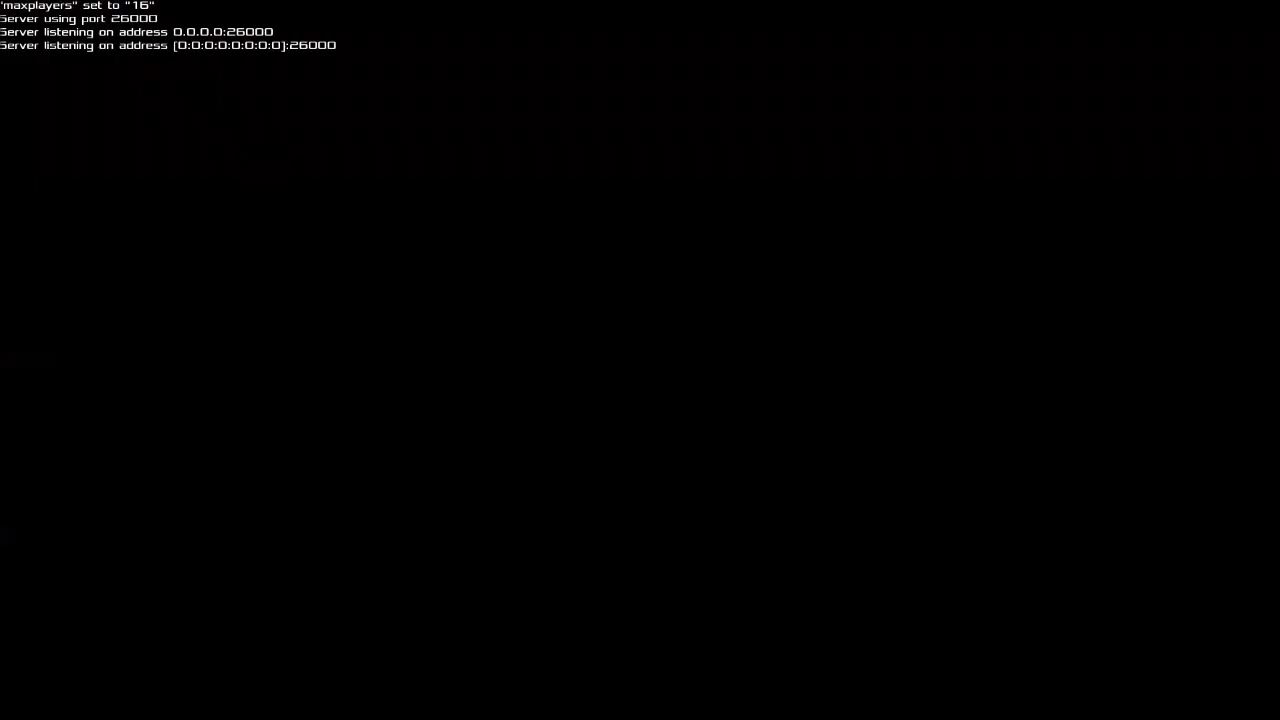 "maxplayers" set to "16"
Server using port 26000
Server listening on address 0.0.0.0:26000
Server listening on address [0:0:0:0:0:0:0:0]:26000